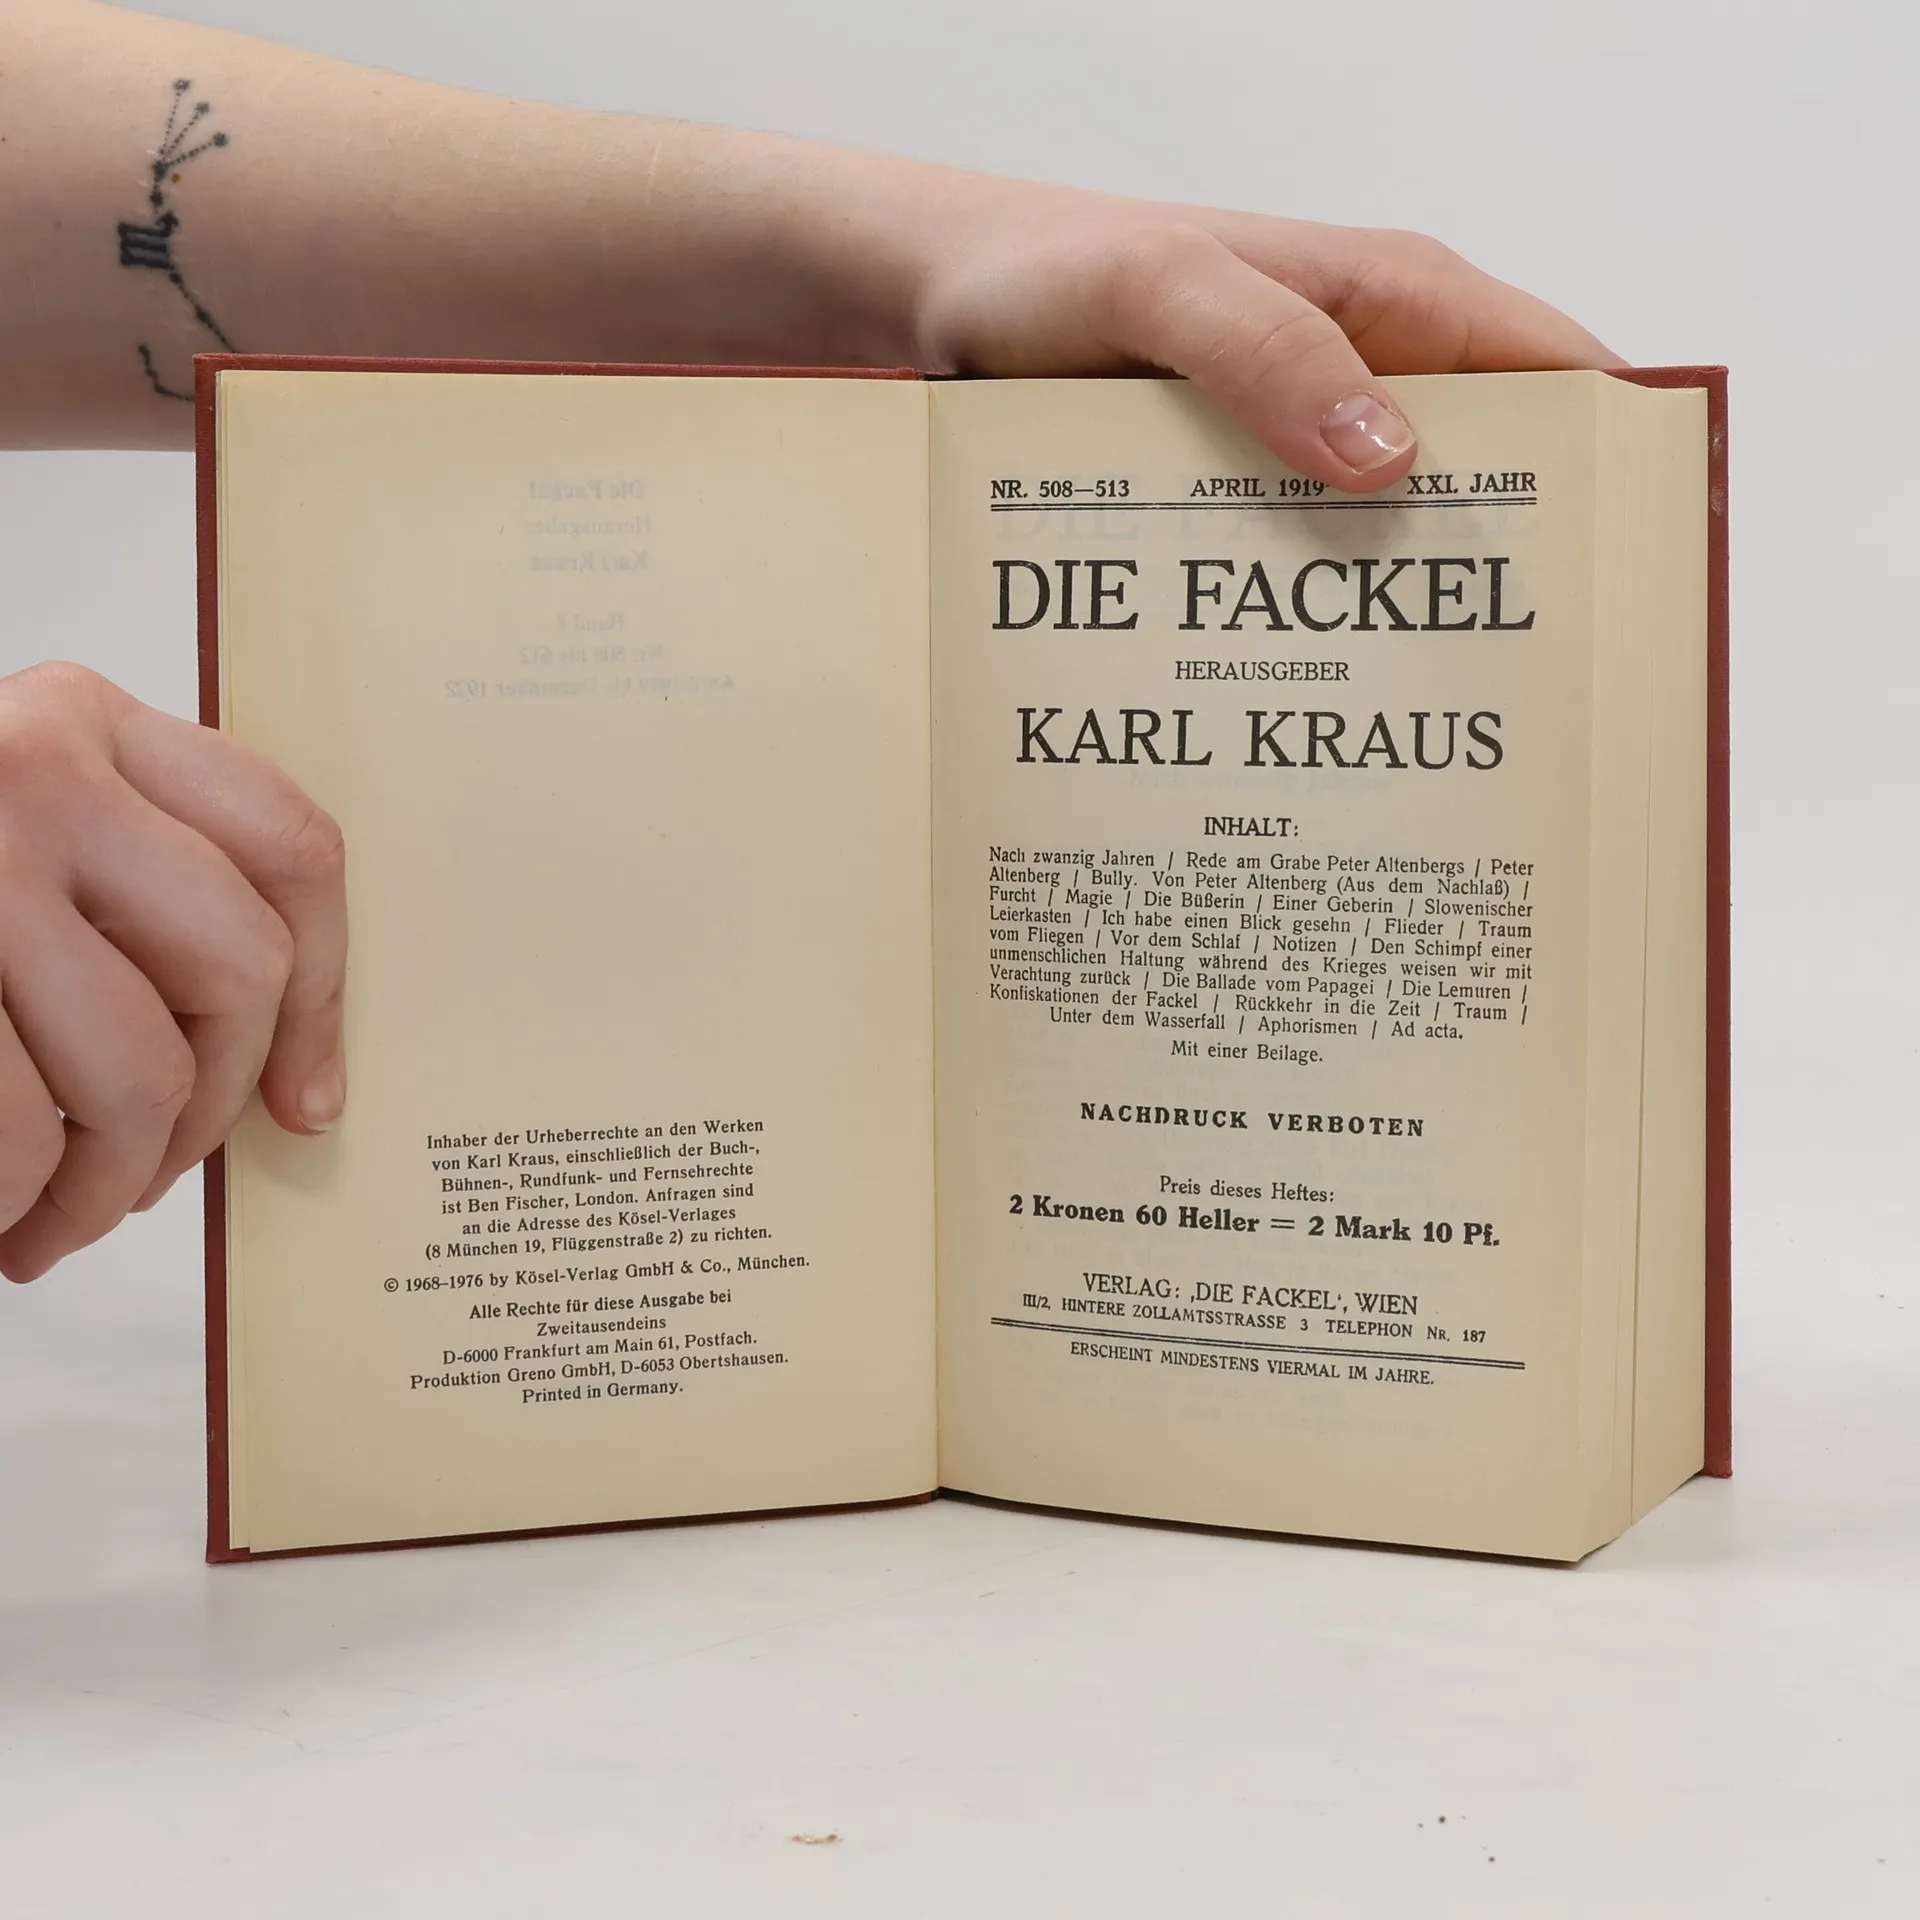 Inhaber der Urheberrechte an den Werken
von Karl Kraus, einschließlich der Buch-,
Bühnen-, Rundfunk- und Fernsehrechte
ist Ben Fischer, London. Anfragen sind
an die Adresse des Kösel-Verlages
(8 München 19, Flüggenstraße 2) zu richten.
© 1968–1976 by Kösel-Verlag GmbH & Co., München.
Alle Rechte für diese Ausgabe bei
Zweitausendeins
D-6000 Frankfurt am Main 61, Postfach.
Produktion Greno GmbH, D-6053 Obertshausen.
Printed in Germany.
NR. 508—513 APRIL 1919 XXI. JAHR
DIE FACKEL
HERAUSGEBER
KARL KRAUS
INHALT:
Nach zwanzig Jahren / Rede am Grabe Peter Altenbergs / Peter
Altenberg / Bully. Von Peter Altenberg (Aus dem Nachlaß) /
Furcht / Magie / Die Büßerin / Einer Geberin / Slowenischer
Leierkasten / Ich habe einen Blick gesehn / Flieder / Traum
vom Fliegen / Vor dem Schlaf / Notizen / Den Schimpf einer
unmenschlichen Haltung während des Krieges weisen wir mit
Verachtung zurück / Die Ballade vom Papagei / Die Lemuren /
Konfiskationen der Fackel / Rückkehr in die Zeit / Traum /
Unter dem Wasserfall / Aphorismen / Ad acta.
Mit einer Beilage.
NACHDRUCK VERBOTEN
Preis dieses Heftes:
2 Kronen 60 Heller = 2 Mark 10 Pf.
VERLAG: ‚DIE FACKEL‘, WIEN
III/2, HINTERE ZOLLAMTSSTRASSE 3 TELEPHON NR. 187
ERSCHEINT MINDESTENS VIERMAL IM JAHRE.